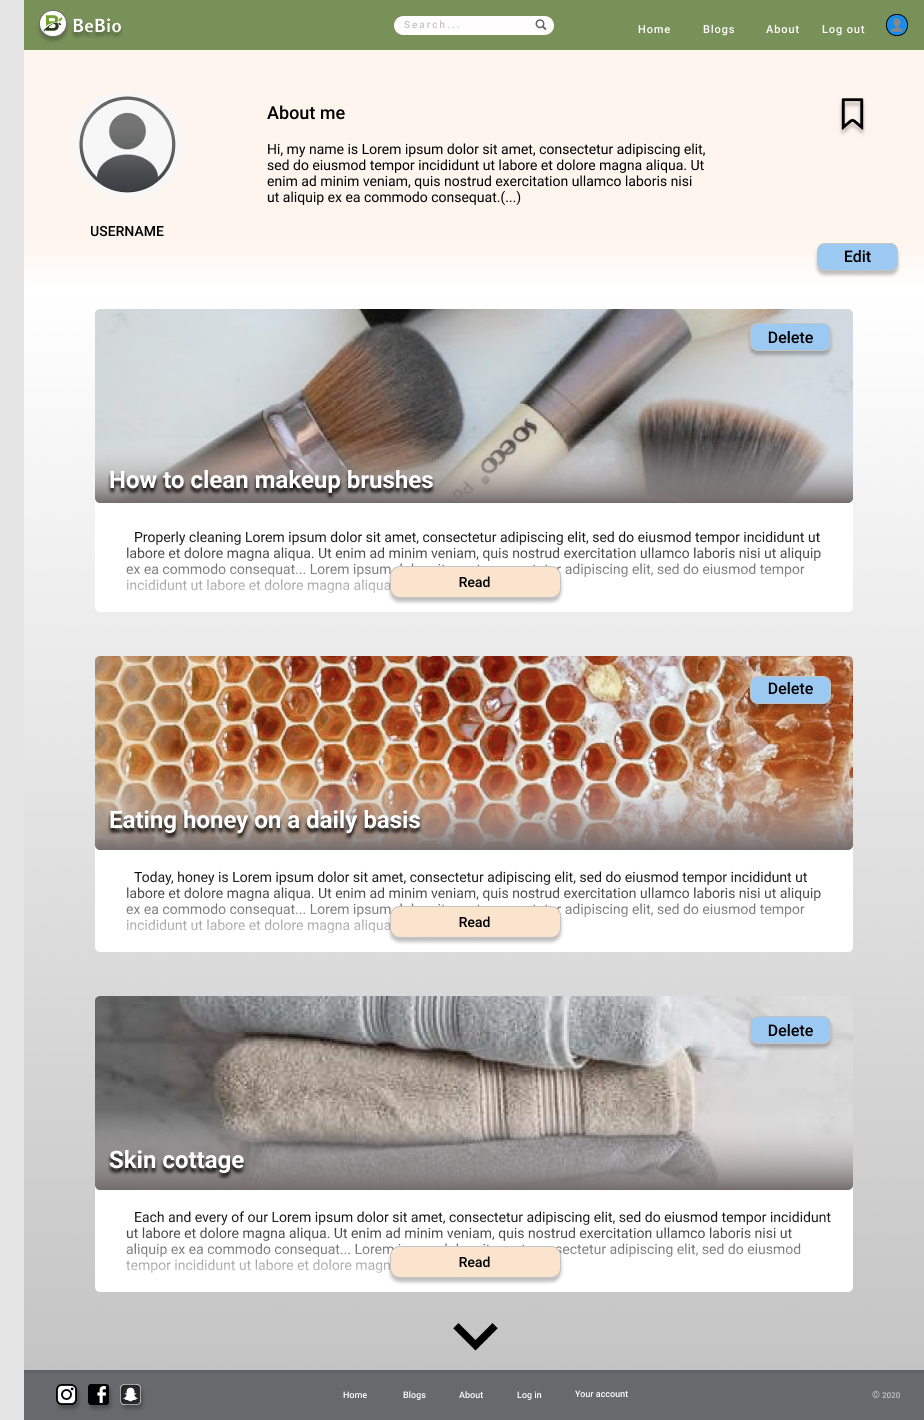 BeBio
Search...
Home
Blogs
About
Log out
About me
Hi, my name is Lorem ipsum dolor sit amet, consectetur adipiscing elit,
sed do eiusmod tempor incididunt ut labore et dolore magna aliqua. Ut
enim ad minim veniam, quis nostrud exercitation ullamco laboris nisi
ut aliquip ex ea commodo consequat.(...)
USERNAME
Edit
Delete
so eco
How to clean makeup brushes
Properly cleaning Lorem ipsum dolor sit amet, consectetur adipiscing elit, sed do eiusmod tempor incididunt ut
labore et dolore magna aliqua. Ut enim ad minim veniam, quis nostrud exercitation ullamco laboris nisi ut aliquip
ex ea commodo consequat... Lorem ipsum adipiscing elit, sed do eiusmod tempor
incididunt ut labore et dolore magna aliqua
Read
Delete
Eating honey on a daily basis
Today, honey is Lorem ipsum dolor sit amet, consectetur adipiscing elit, sed do eiusmod tempor incididunt ut
labore et dolore magna aliqua. Ut enim ad minim veniam, quis nostrud exercitation ullamco laboris nisi ut aliquip
ex ea commodo consequat... Lorem ipsum adipiscing elit, sed do eiusmod tempor
incididunt ut labore et dolore magna aliqua
Read
Delete
Skin cottage
Each and every of our Lorem ipsum dolor sit amet, consectetur adipiscing elit, sed do eiusmod tempor incididunt
ut labore et dolore magna aliqua. Ut enim ad minim veniam, quis nostrud exercitation ullamco laboris nisi ut
aliquip ex ea commodo consequat... Lorem sectetur adipiscing elit, sed do eiusmod
tempor incididunt ut labore et dolore magn
Read
Home
Blogs
About
Log in
Your account
© 2020